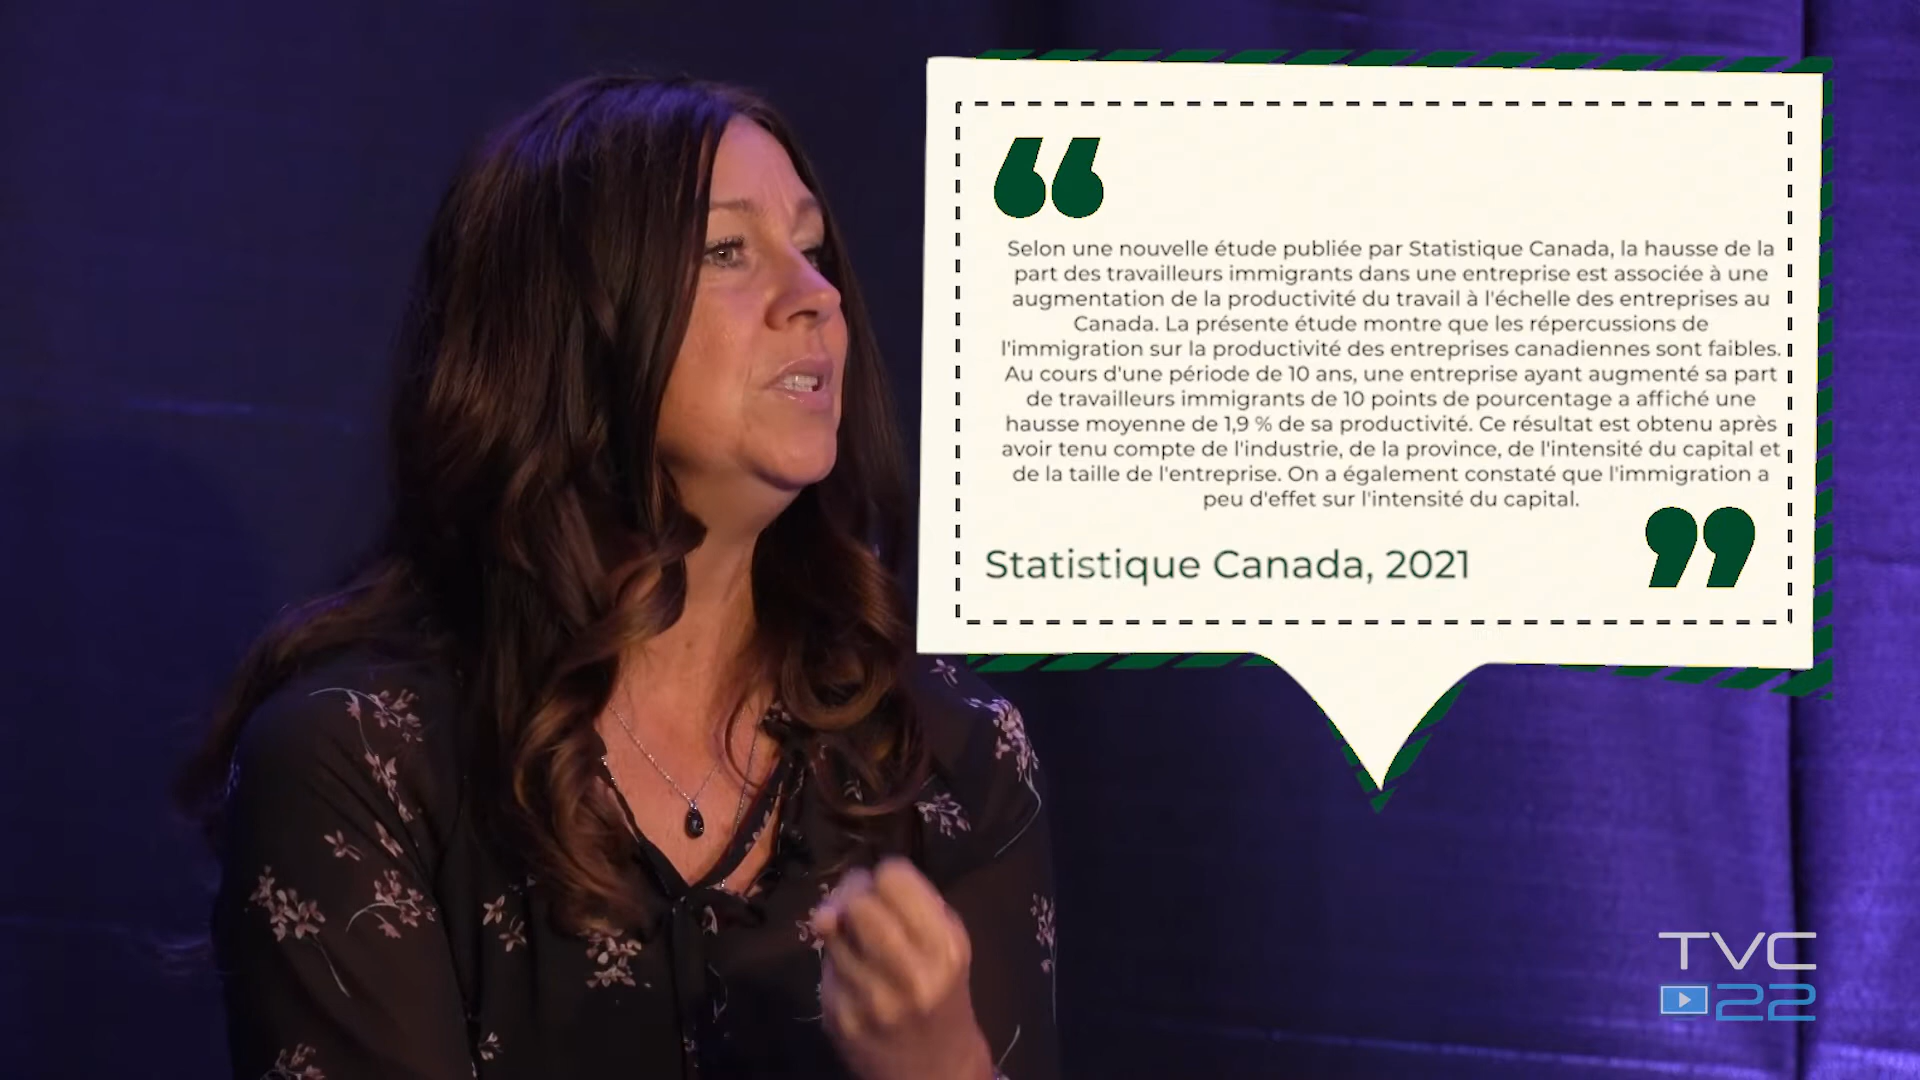 Selon une nouvelle étude publiée par Statistique Canada, la hausse de la
part des travailleurs immigrants dans une entreprise est associée à une
augmentation de la productivité du travail à l'échelle des entreprises au
Canada. La présente étude montre que les répercussions de
l'immigration sur la productivité des entreprises canadiennes sont faibles.
Au cours d'une période de 10 ans, une entreprise ayant augmenté sa part
de travailleurs immigrants de 10 points de pourcentage a affiché une
hausse moyenne de 1,9 % de sa productivité. Ce résultat est obtenu après
avoir tenu compte de l'industrie, de la province, de l'intensité du capital et
de la taille de l'entreprise. On a également constaté que l'immigration a
peu d'effet sur l'intensité du capital.
Statistique Canada, 2021
TVC
22